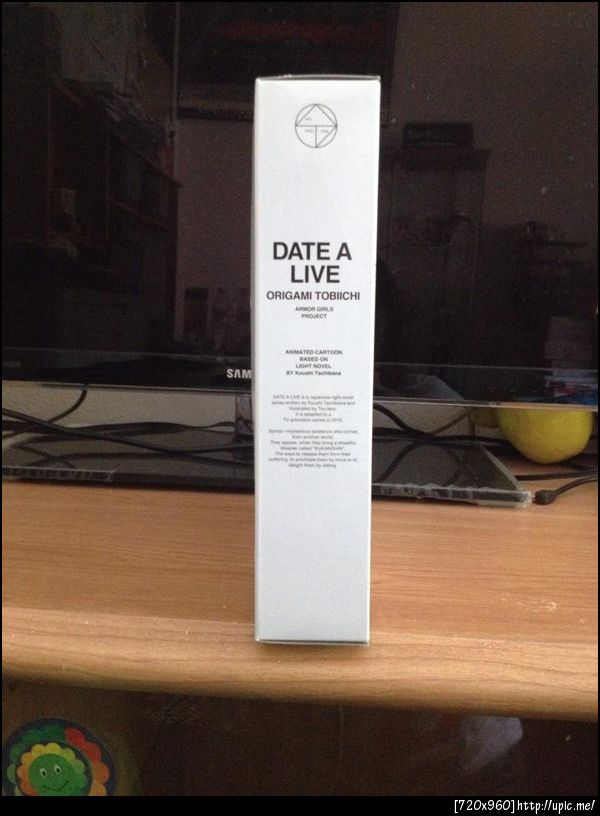 DATE A
LIVE
ORIGAMI TOBIICHI
ARMOR GIRLS
PROJECT
ANIMATED CARTOON
BASED ON
LIGHT NOVEL
BY Koushi Tachibana
DATE A LIVE is a Japanese light novel
series written by Koushi Tachibana and
illustrated by Tsunako.
It is adapted to a
TV animation series in 2013.
Spirits—mysterious existence who comes
from another world.
They appear, when they bring a dreadful
disaster called "KUKANSHIN".
The ways to release them from their
suffering; to annihilate them by force or to
delight them by dating.
SAM
[720x960]http://upic.me/